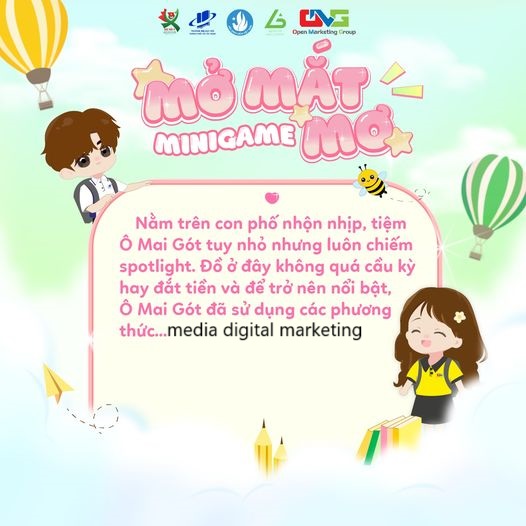 Open Marketing Group
MỞ MẮT
MINIGAME MƠ
Nằm trên con phố nhộn nhịp, tiệm
Ô Mai Gót tuy nhỏ nhưng luôn chiếm
spotlight. Đồ ở đây không quá cầu kỳ
hay đắt tiền và để trở nên nổi bật,
Ô Mai Gót đã sử dụng các phương
thức...media digital marketing